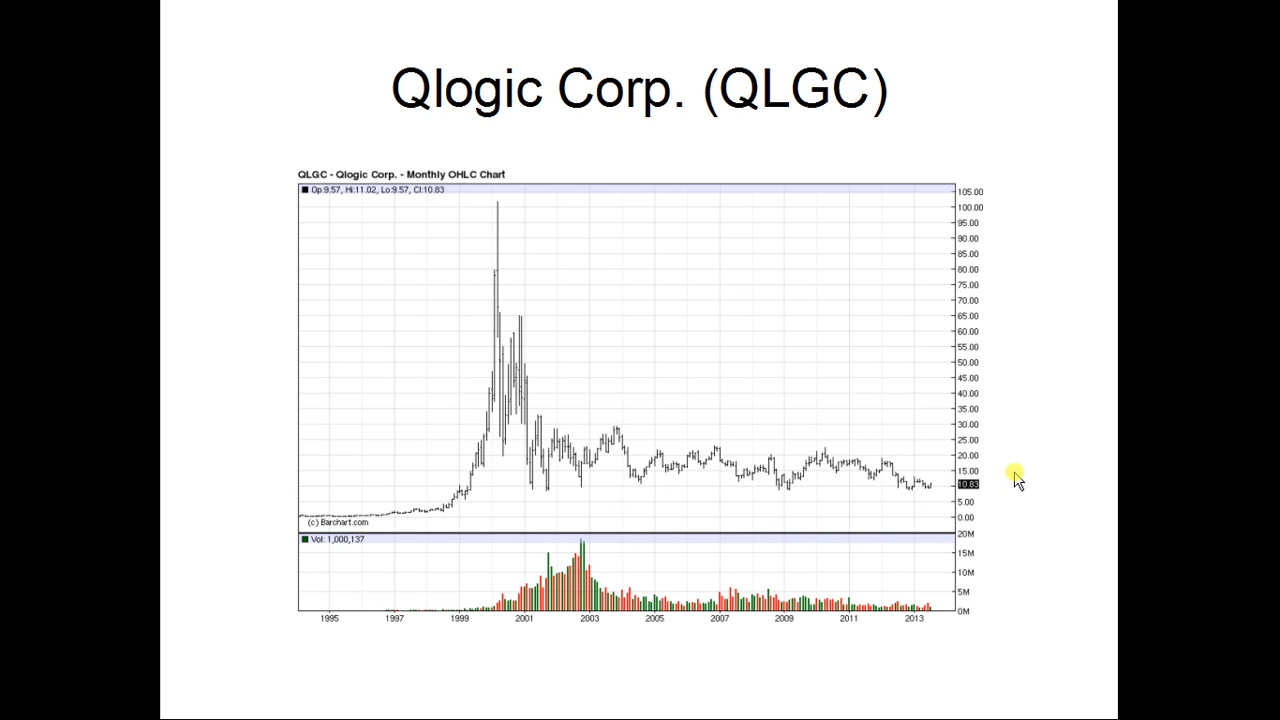 Qlogic Corp. (QLGC)
QLGC - Qlogic Corp. - Monthly OHLC Chart
Op:9.57, Hi:11.02, Lo:9.57, Cl:10.83
105.00
100.00
95.00
90.00
85.00
80.00
75.00
70.00
65.00
60.00
55.00
50.00
45.00
40.00
35.00
30.00
25.00
20.00
15.00
10.83
5.00
0.00
(c) Barchart.com
20M
Vol: 1,000,137
15M
10M
5M
0M
1995 1997 1999 2001 2003 2005 2007 2009 2011 2013